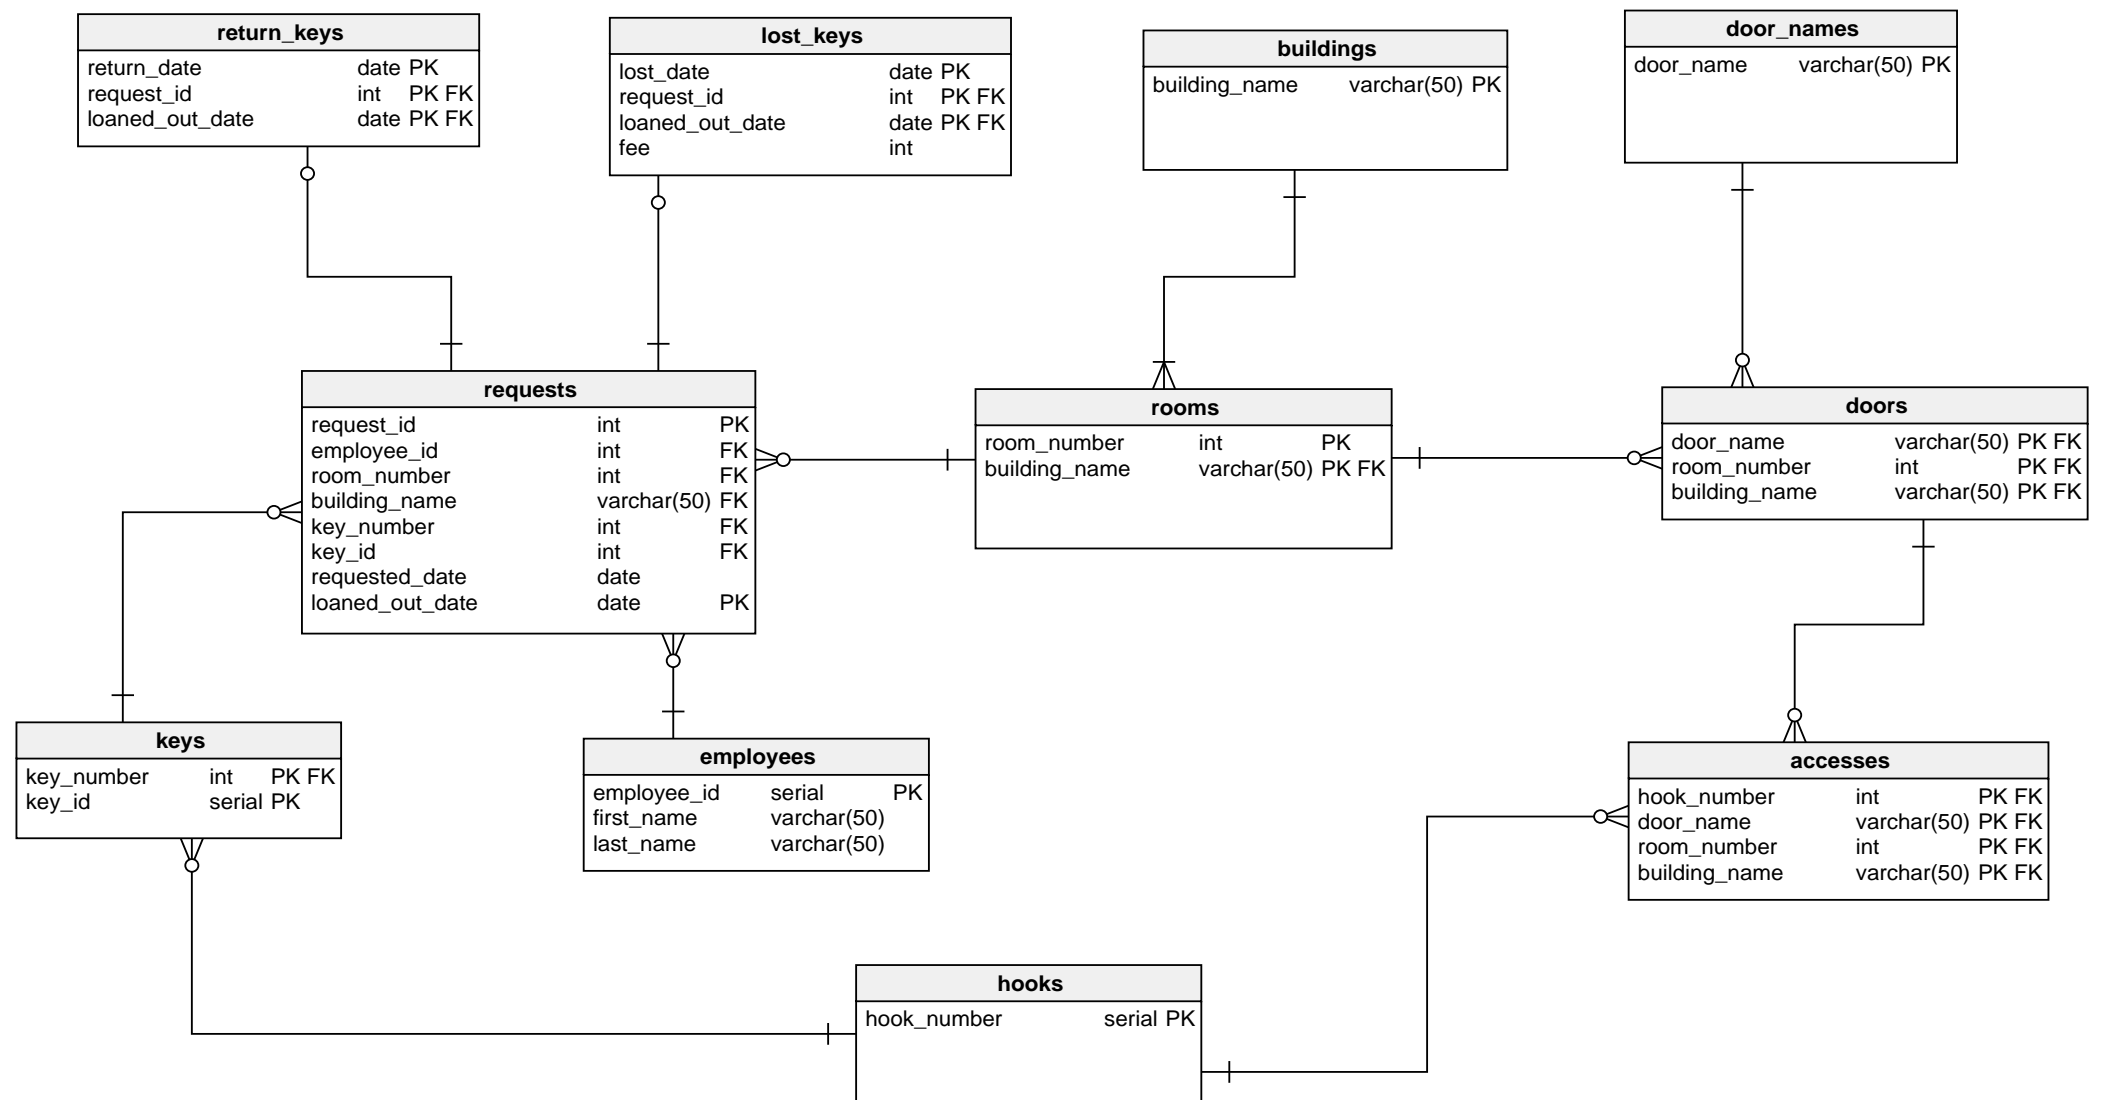 return_keys
return_date date PK
request_id int PK FK
loaned_out_date date PK FK
lost_keys
lost_date date PK
request_id int PK FK
loaned_out_date date PK FK
fee int
buildings
building_name varchar(50) PK
door_names
door_name varchar(50) PK
requests
request_id int PK
employee_id int FK
room_number int FK
building_name varchar(50) FK
key_number int FK
key_id int FK
requested_date date
loaned_out_date date PK
rooms
room_number int PK
building_name varchar(50) PK FK
doors
door_name varchar(50) PK FK
room_number int PK FK
building_name varchar(50) PK FK
keys
key_number int PK FK
key_id serial PK
employees
employee_id serial PK
first_name varchar(50)
last_name varchar(50)
accesses
hook_number int PK FK
door_name varchar(50) PK FK
room_number int PK FK
building_name varchar(50) PK FK
hooks
hook_number serial PK